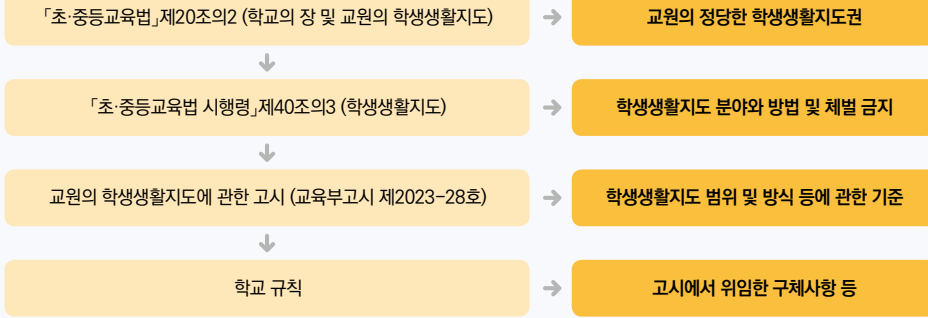 「초·중등교육법」제20조의2 (학교의 장 및 교원의 학생생활지도) → 교원의 정당한 학생생활지도권
「초·중등교육법 시행령」제40조의3 (학생생활지도) → 학생생활지도 분야와 방법 및 체벌 금지
교원의 학생생활지도에 관한 고시 (교육부고시 제2023-28호) → 학생생활지도 범위 및 방식 등에 관한 기준
학교 규칙 → 고시에서 위임한 구체사항 등